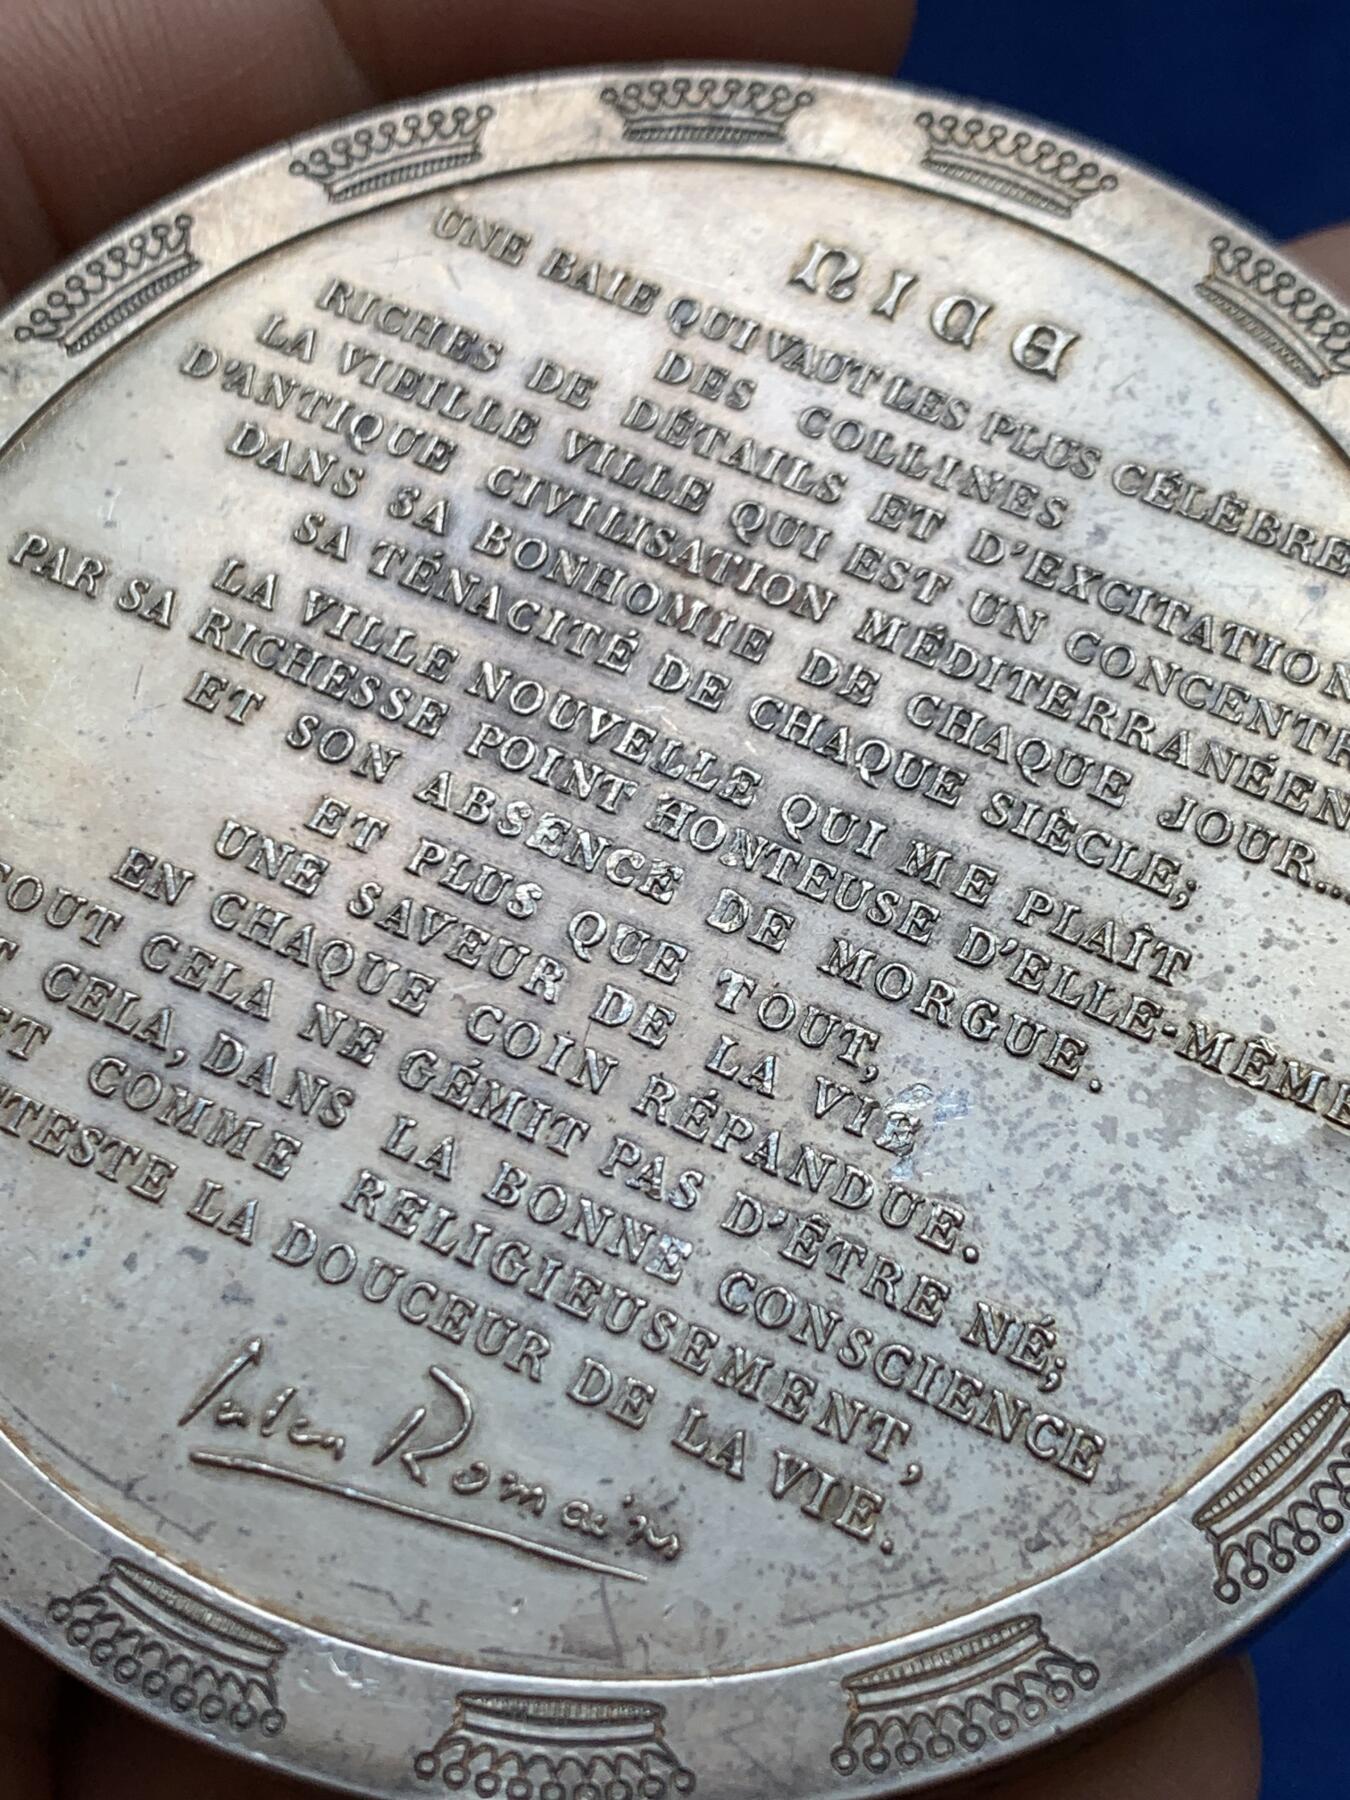 NICE
UNE BAIE QUI VAUT LES PLUS CÉLÈBRE
DES COLLINES
RICHES DE DÉTAILS ET D'EXCITATION
LA VIEILLE VILLE QUI EST UN CONCENTR
D'ANTIQUE CIVILISATION MÉDITERRANÉEN
DANS SA BONHOMIE DE CHAQUE JOUR...
SA TÉNACITÉ DE CHAQUE SIÈCLE;
LA VILLE NOUVELLE QUI ME PLAÎT
PAR SA RICHESSE POINT HONTEUSE D'ELLE-MÊME
ET SON ABSENCE DE MORGUE.
ET PLUS QUE TOUT,
UNE SAVEUR DE LA VIE
EN CHAQUE COIN RÉPANDUE.
TOUT CELA NE GÉMIT PAS D'ÊTRE NÉ;
T CELA, DANS LA BONNE CONSCIENCE
ET COMME RELIGIEUSEMENT,
TESTE LA DOUCEUR DE LA VIE.
Jules Romains